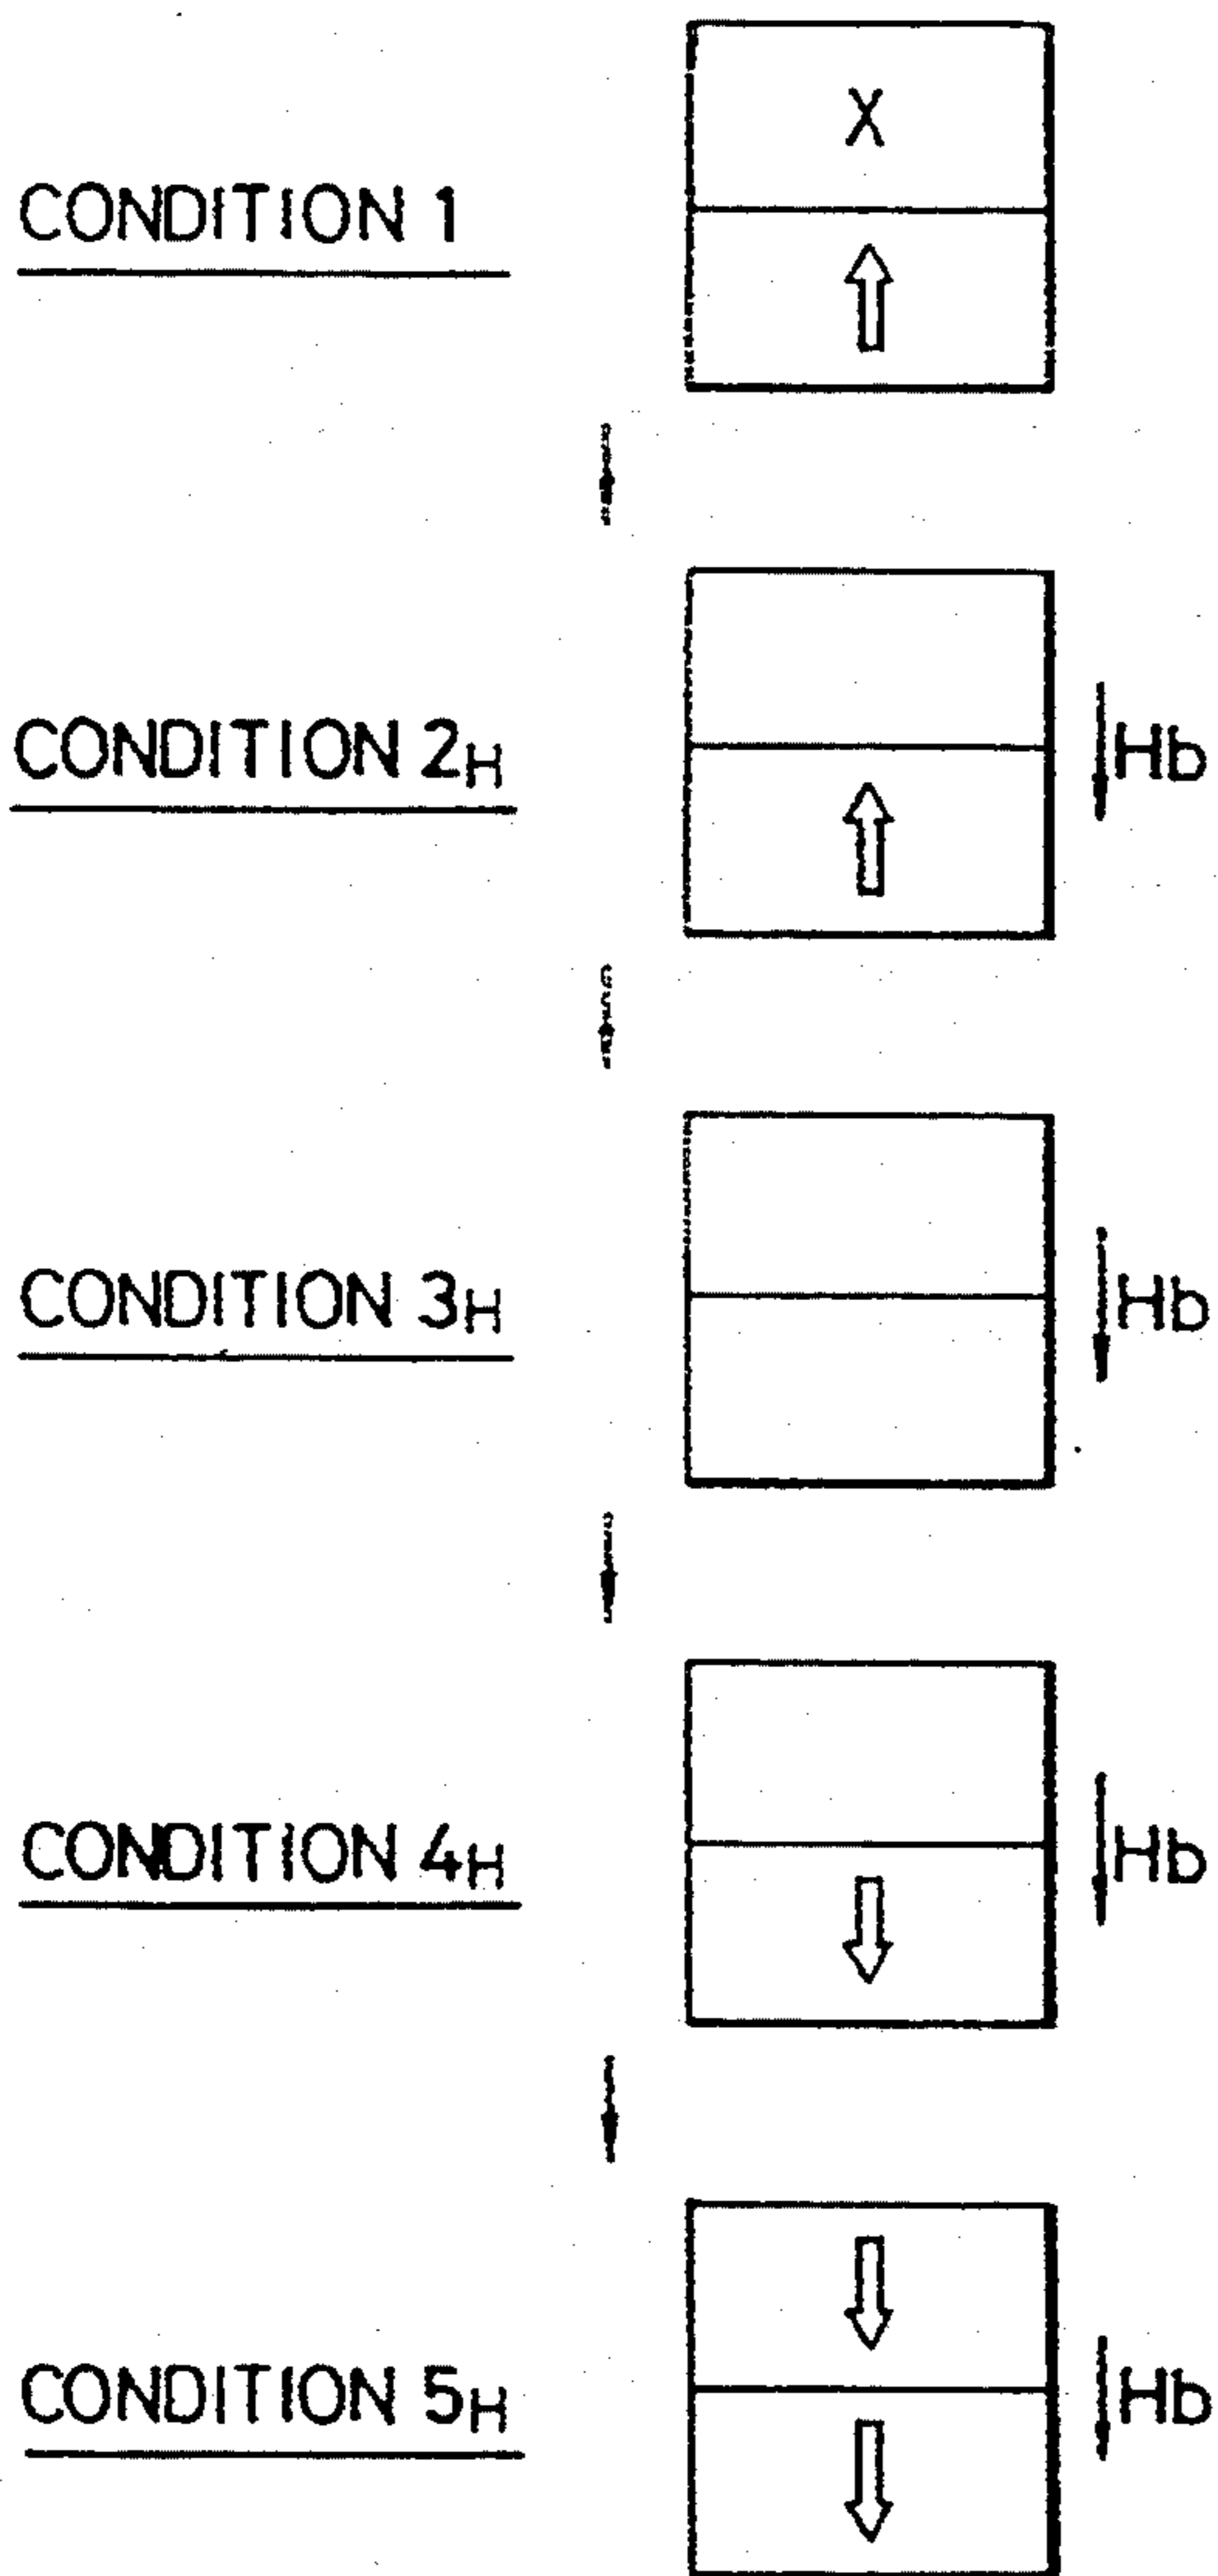 X
CONDITION 1
CONDITION 2H
Hb
CONDITION 3H
Hb
CONDITION 4H
Hb
CONDITION 5H
Hb